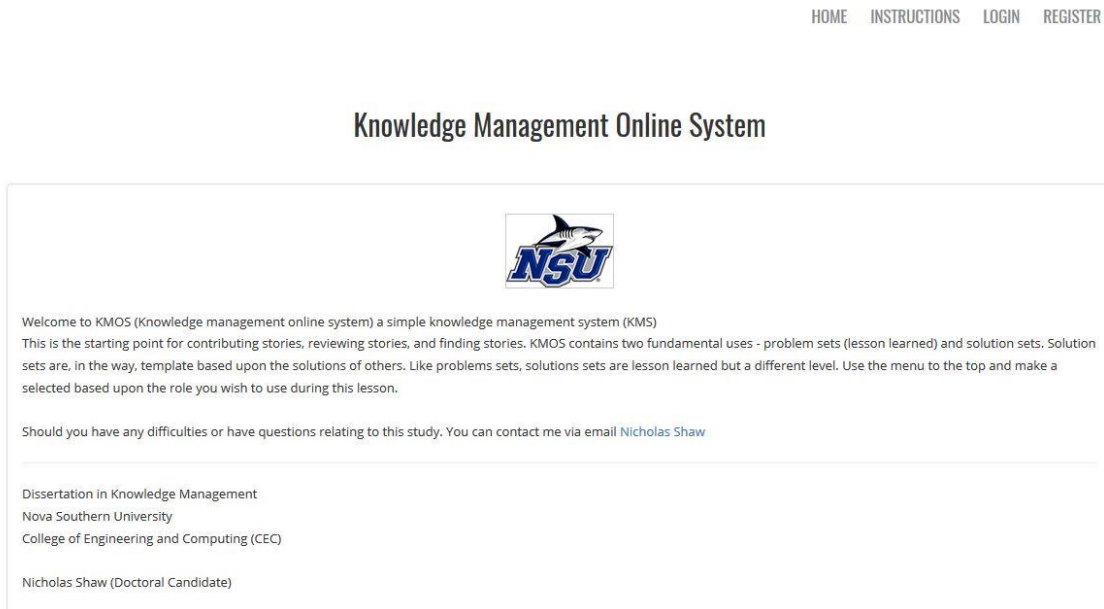 HOME INSTRUCTIONS LOGIN REGISTER
Knowledge Management Online System
NSU
Welcome to KMOS (Knowledge management online system) a simple knowledge management system (KMS)
This is the starting point for contributing stories, reviewing stories, and finding stories. KMOS contains two fundamental uses - problem sets (lesson learned) and solution sets. Solution
sets are, in the way, template based upon the solutions of others. Like problems sets, solutions sets are lesson learned but a different level. Use the menu to the top and make a
selected based upon the role you wish to use during this lesson.
Should you have any difficulties or have questions relating to this study. You can contact me via email Nicholas Shaw
Dissertation in Knowledge Management
Nova Southern University
College of Engineering and Computing (CEC)
Nicholas Shaw (Doctoral Candidate)